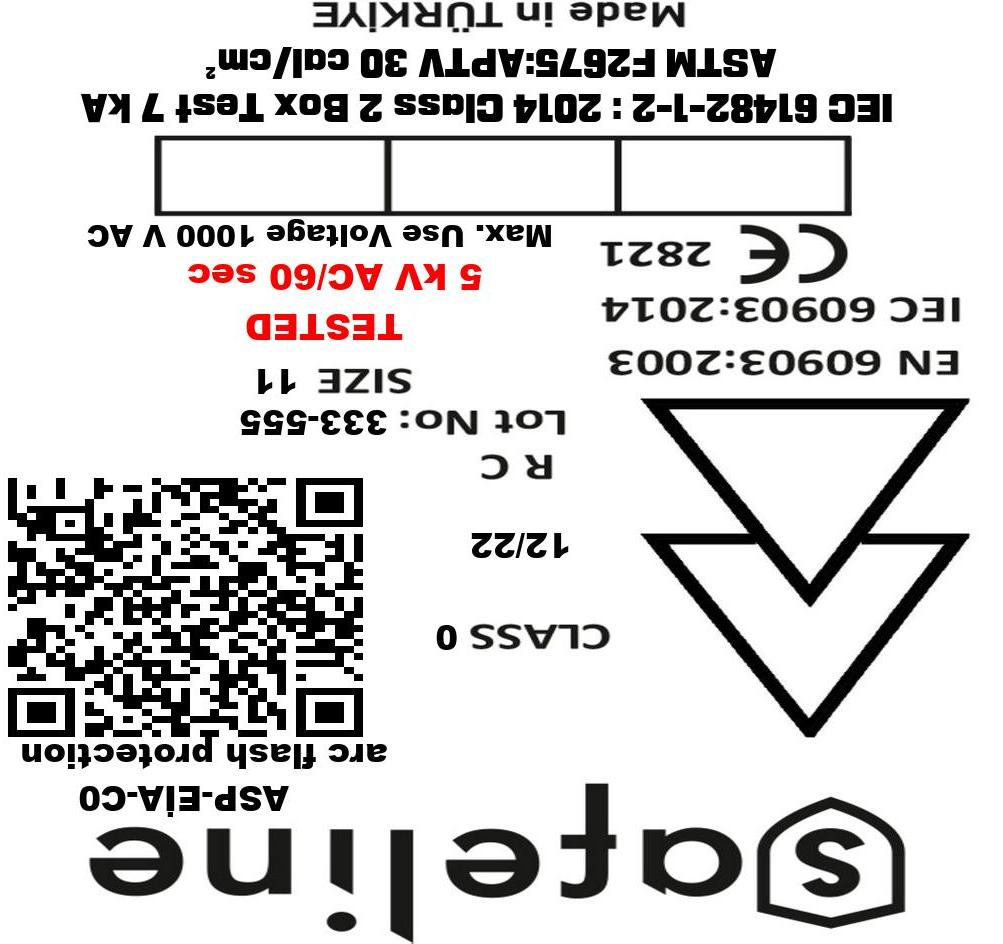 safeline
ASP-EİA-C0
arc flash protection
CLASS 0
12/22
R C
Lot No: 333-555
SIZE 11
TESTED
5 kV AC/60 sec
Max. Use Voltage 1000 V AC
EN 60903:2003
IEC 60903:2014
CE 2821
IEC 61482-1-2 : 2014 Class 2 Box Test 7 kA
ASTM F2675:APTV 30 cal/cm²
Made in TÜRKİYE